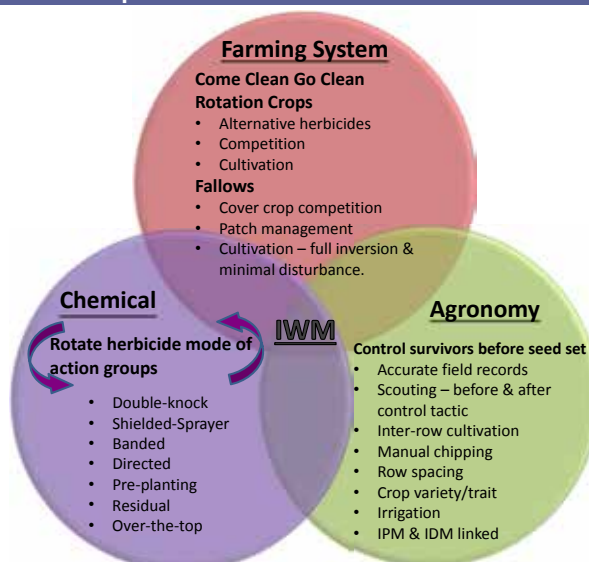 Farming System
Come Clean Go Clean
Rotation Crops
• Alternative herbicides
• Competition
• Cultivation
Fallows
• Cover crop competition
• Patch management
• Cultivation – full inversion &
minimal disturbance.
Chemical
Rotate herbicide mode of
action groups
• Double-knock
• Shielded-Sprayer
• Banded
• Directed
• Pre-planting
• Residual
• Over-the-top
IWM
Agronomy
Control survivors before seed set
• Accurate field records
• Scouting – before & after
control tactic
• Inter-row cultivation
• Manual chipping
• Row spacing
• Crop variety/trait
• Irrigation
• IPM & IDM linked